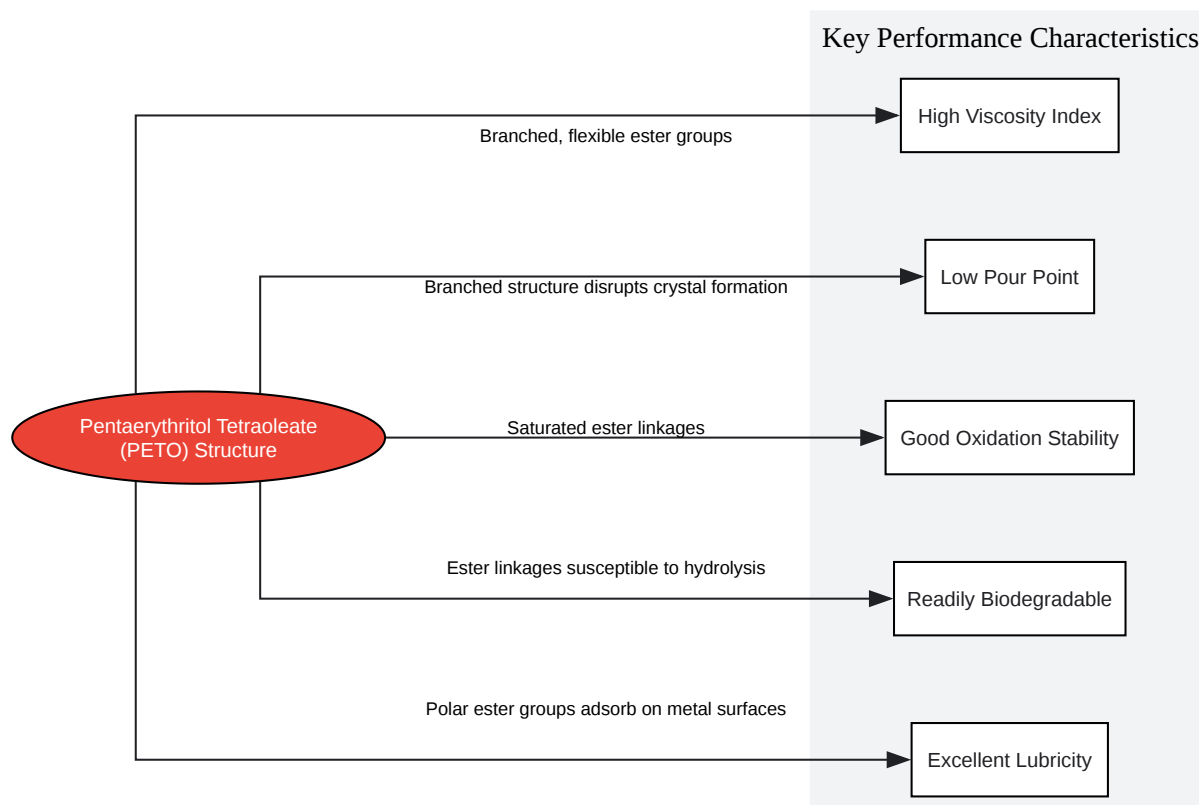 Key Performance Characteristics
High Viscosity Index
Branched, flexible ester groups
Low Pour Point
Branched structure disrupts crystal formation
Pentaerythritol Tetraoleate
(PETO) Structure
Saturated ester linkages
Good Oxidation Stability
Ester linkages susceptible to hydrolysis
Readily Biodegradable
Polar ester groups adsorb on metal surfaces
Excellent Lubricity